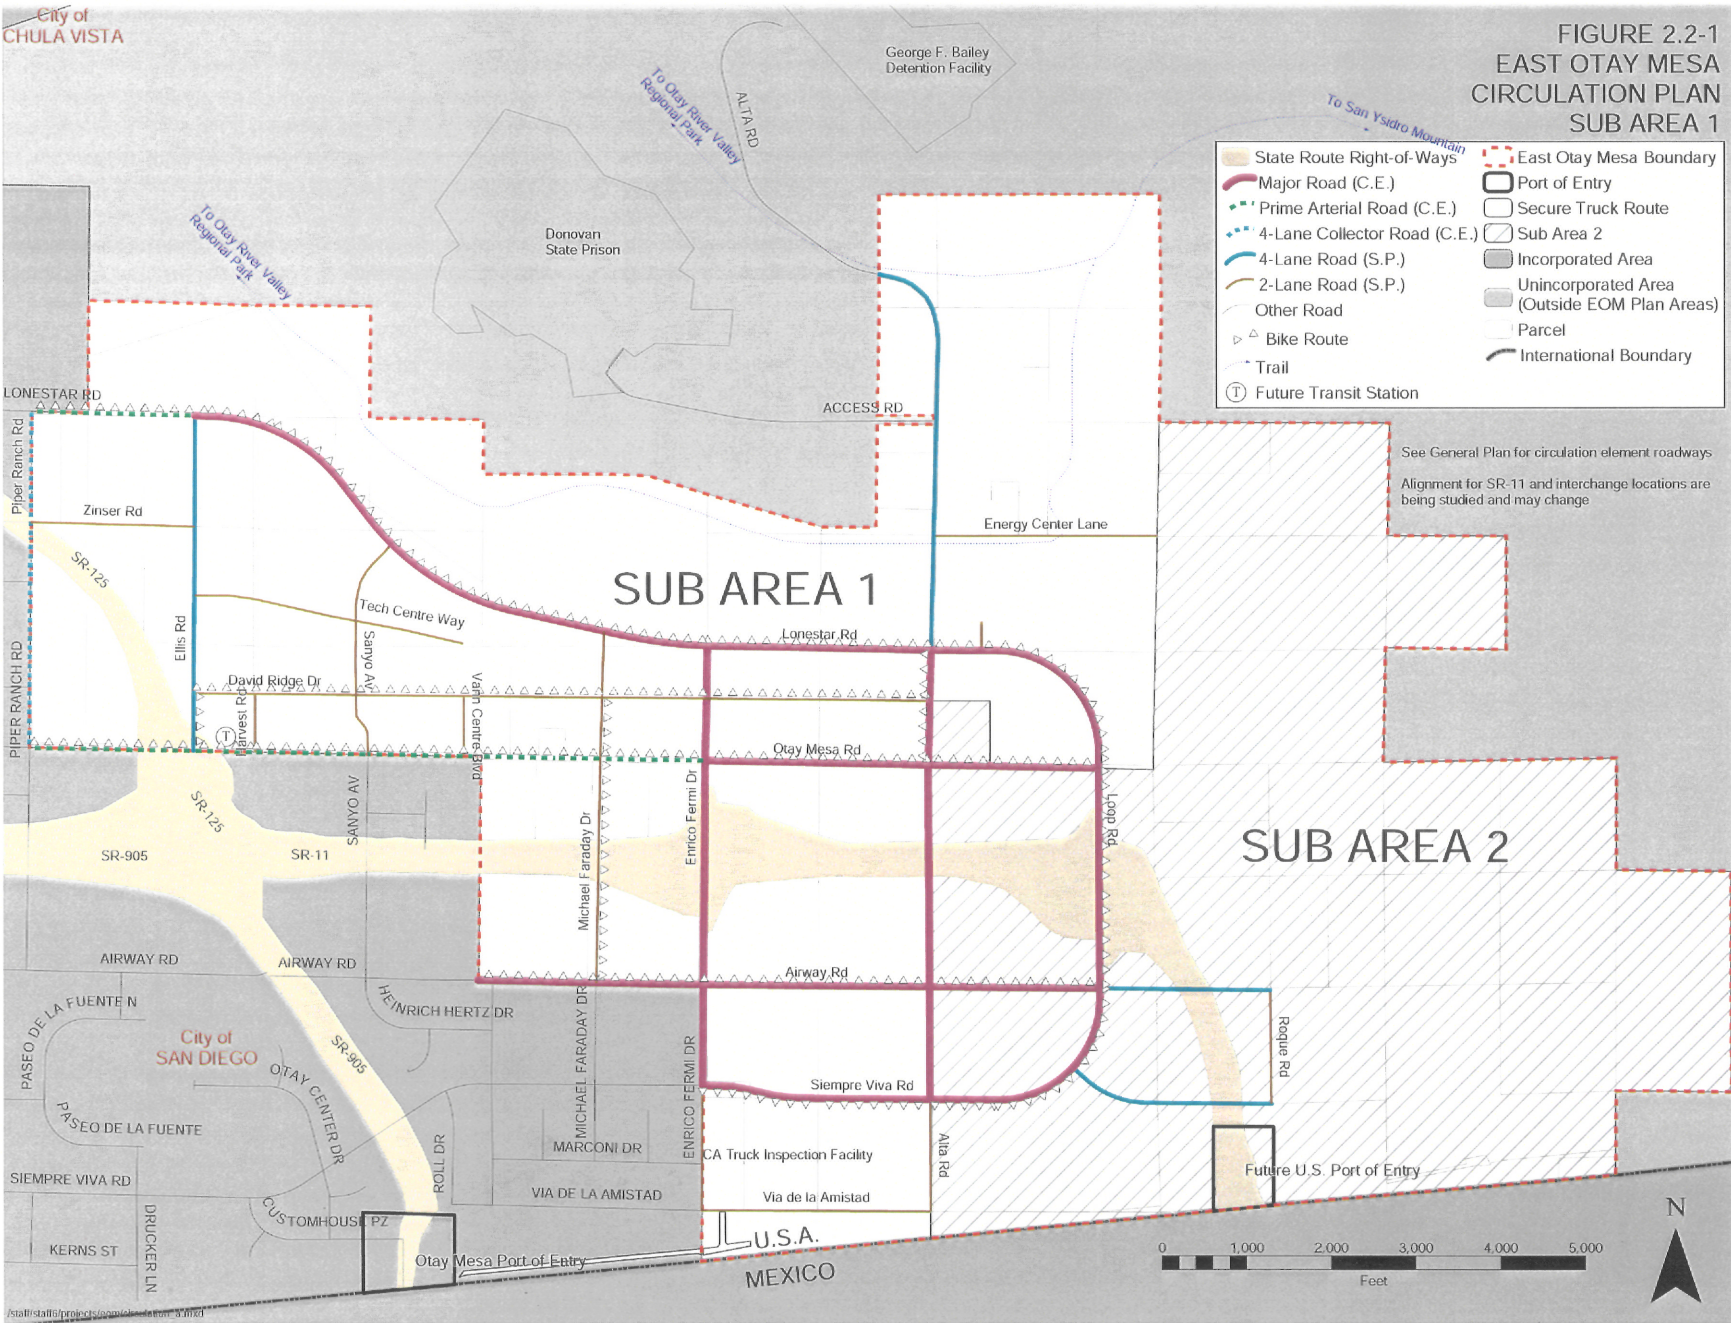 City of
CHULA VISTA
FIGURE 2.2-1
EAST OTAY MESA
CIRCULATION PLAN
SUB AREA 1
George F. Bailey
Detention Facility
To Otay River Valley
Regional Park
ALTA RD
To San Ysidro Mountain
State Route Right-of-Ways
Major Road (C.E.)
Prime Arterial Road (C.E.)
4-Lane Collector Road (C.E.)
4-Lane Road (S.P.)
2-Lane Road (S.P.)
Other Road
Bike Route
Trail
T Future Transit Station
East Otay Mesa Boundary
Port of Entry
Secure Truck Route
Sub Area 2
Incorporated Area
Unincorporated Area
(Outside EOM Plan Areas)
Parcel
International Boundary
To Otay River Valley
Regional Park
Donovan
State Prison
LONESTAR RD
ACCESS RD
See General Plan for circulation element roadways
Alignment for SR-11 and interchange locations are
being studied and may change
Piper Ranch Rd
Zinser Rd
Energy Center Lane
SR-125
SUB AREA 1
Tech Centre Way
Ellis Rd
Sanyo Av
Lonestar Rd
PIPER RANCH RD
David Ridge Dr
Harvest Rd
Vann Centre Blvd
T
Otay Mesa Rd
SR-125
SANYO AV
Enrico Fermi Dr
Loop Rd
SUB AREA 2
SR-905
SR-11
Michael Faraday Dr
AIRWAY RD
AIRWAY RD
Airway Rd
PASEO DE LA FUENTE N
HEINRICH HERTZ DR
MICHAEL FARADAY DR
City of
SAN DIEGO
SR-905
OTAY CENTER DR
ENRICO FERMI DR
Roque Rd
Siempre Viva Rd
PASEO DE LA FUENTE
MARCONI DR
CA Truck Inspection Facility
Alta Rd
ROLL DR
Future U.S. Port of Entry
SIEMPRE VIVA RD
VIA DE LA AMISTAD
Via de la Amistad
CUSTOMHOUSE PZ
DRUCKER LN
KERNS ST
Otay Mesa Port of Entry
U.S.A.
MEXICO
N
0 1,000 2,000 3,000 4,000 5,000
Feet